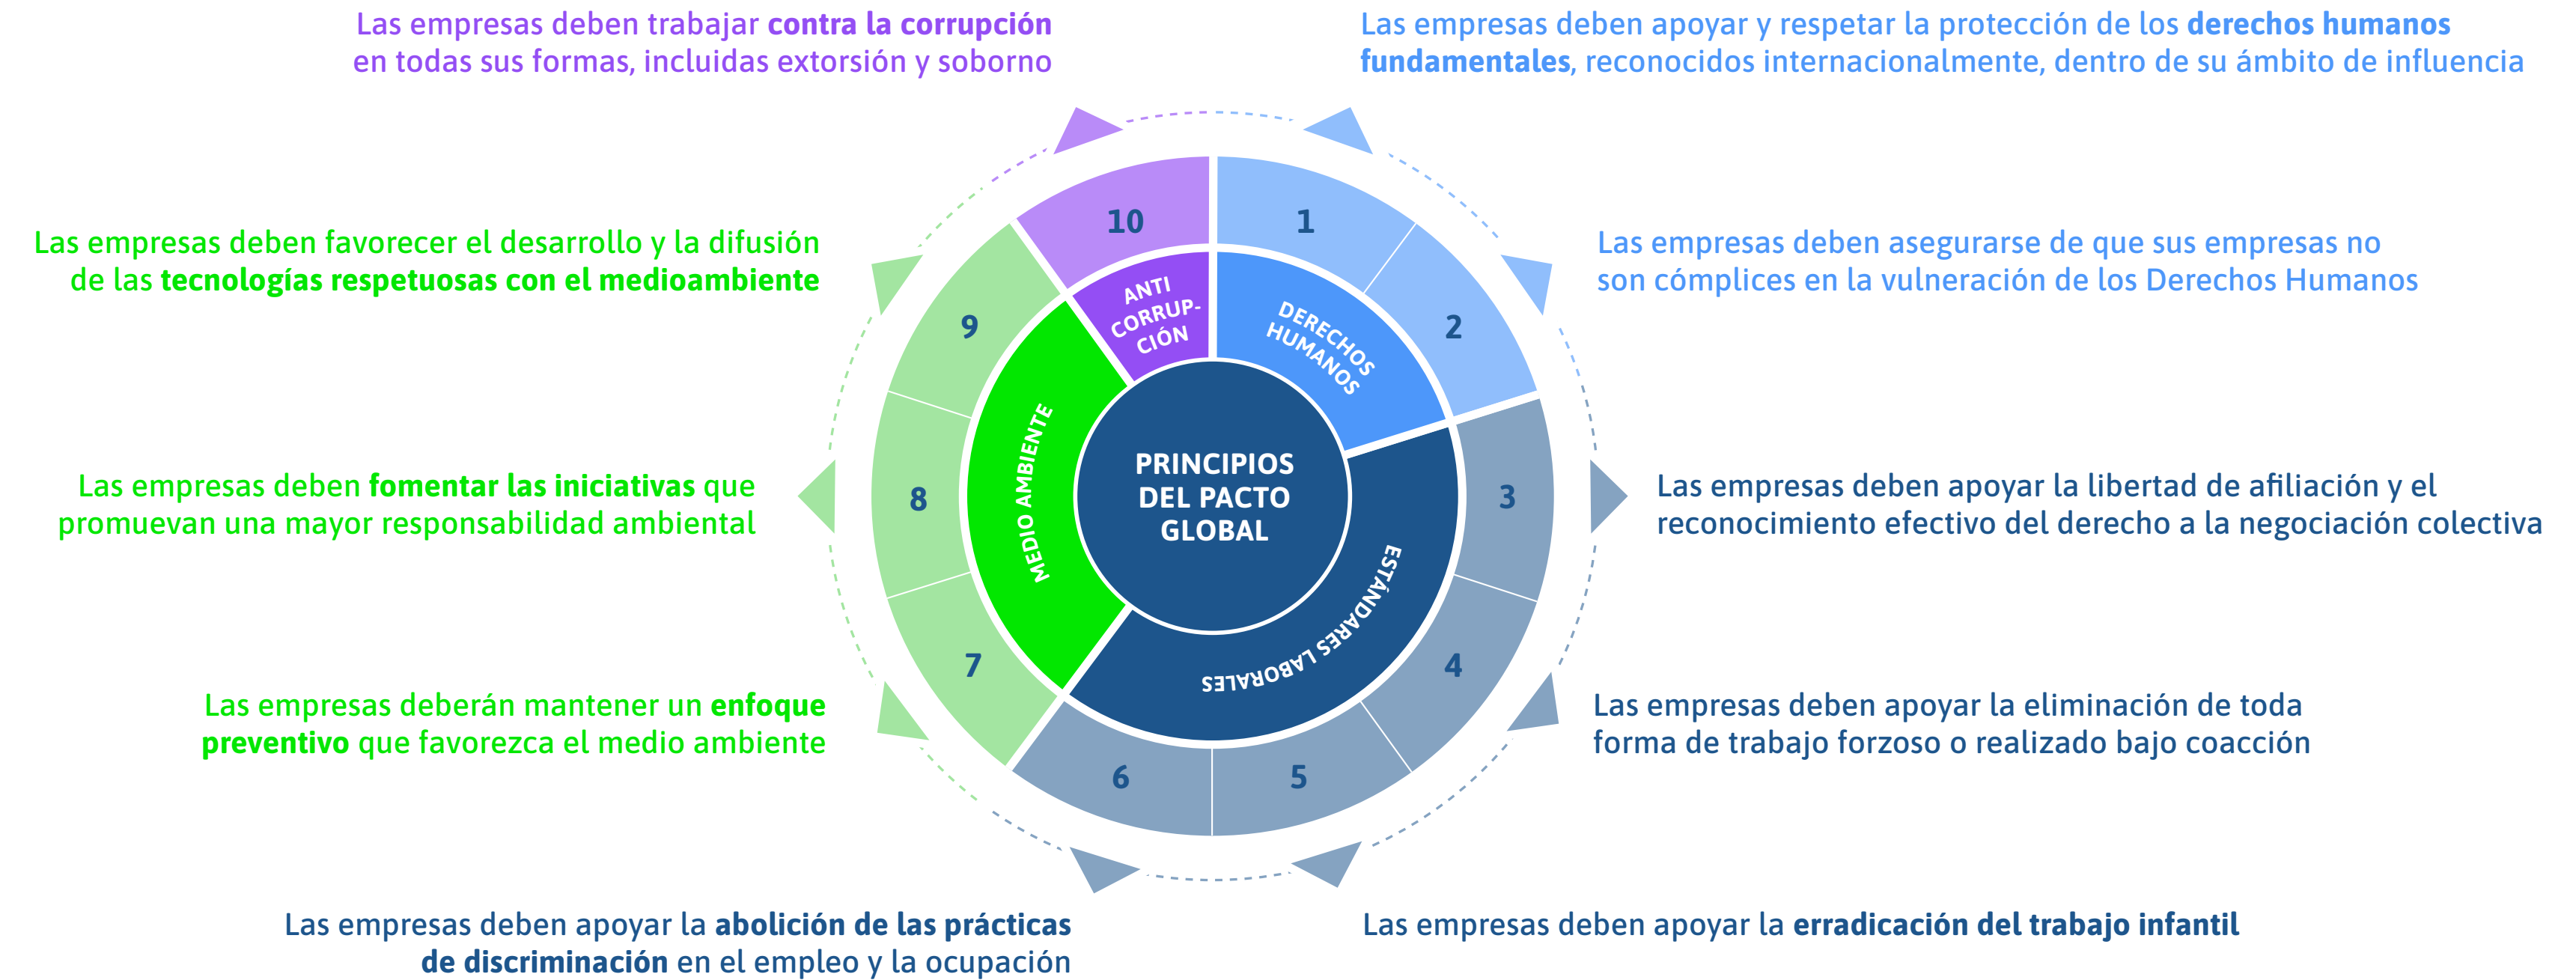 Las empresas deben trabajar contra la corrupción
en todas sus formas, incluidas extorsión y soborno
Las empresas deben apoyar y respetar la protección de los derechos humanos
fundamentales, reconocidos internacionalmente, dentro de su ámbito de influencia
Las empresas deben favorecer el desarrollo y la difusión
de las tecnologías respetuosas con el medioambiente
Las empresas deben asegurarse de que sus empresas no
son cómplices en la vulneración de los Derechos Humanos
Las empresas deben fomentar las iniciativas que
promuevan una mayor responsabilidad ambiental
Las empresas deben apoyar la libertad de afiliación y el
reconocimiento efectivo del derecho a la negociación colectiva
Las empresas deberán mantener un enfoque
preventivo que favorezca el medio ambiente
Las empresas deben apoyar la eliminación de toda
forma de trabajo forzoso o realizado bajo coacción
Las empresas deben apoyar la abolición de las prácticas
de discriminación en el empleo y la ocupación
Las empresas deben apoyar la erradicación del trabajo infantil
10
1
2
3
4
5
6
7
8
9
ANTI
CORRUP-
CIÓN
DERECHOS
HUMANOS
ESTÁNDARES LABORALES
MEDIO AMBIENTE
PRINCIPIOS
DEL PACTO
GLOBAL